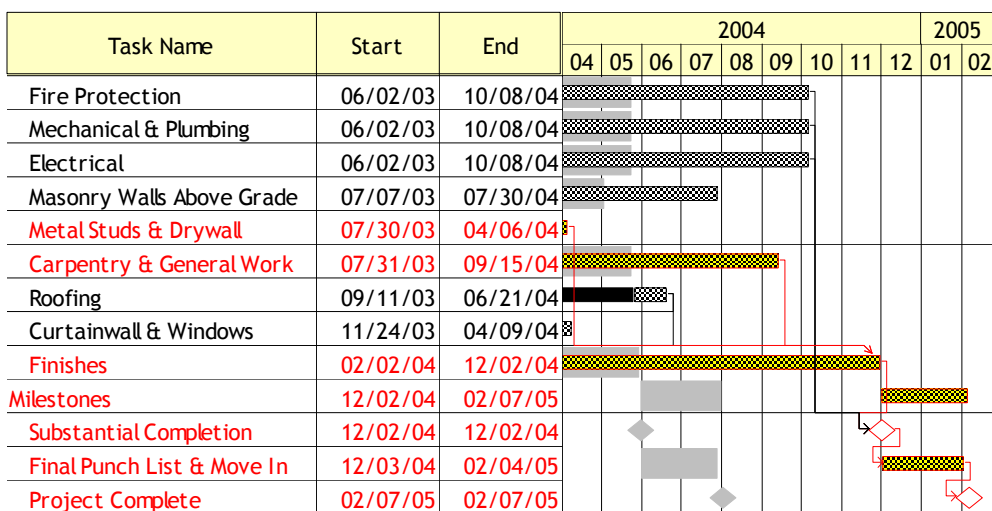 Task Name Start End 2004 2005
04 05 06 07 08 09 10 11 12 01 02
Fire Protection 06/02/03 10/08/04
Mechanical & Plumbing 06/02/03 10/08/04
Electrical 06/02/03 10/08/04
Masonry Walls Above Grade 07/07/03 07/30/04
Metal Studs & Drywall 07/30/03 04/06/04
Carpentry & General Work 07/31/03 09/15/04
Roofing 09/11/03 06/21/04
Curtainwall & Windows 11/24/03 04/09/04
Finishes 02/02/04 12/02/04
Milestones 12/02/04 02/07/05
Substantial Completion 12/02/04 12/02/04
Final Punch List & Move In 12/03/04 02/04/05
Project Complete 02/07/05 02/07/05